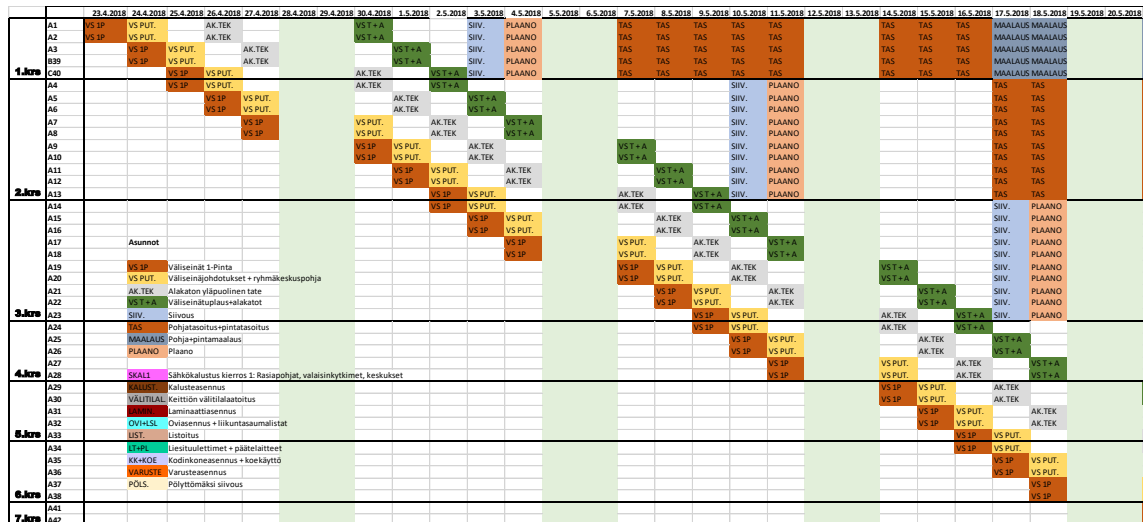 23.4.2018 24.4.2018 25.4.2018 26.4.2018 27.4.2018 28.4.2018 29.4.2018 30.4.2018 1.5.2018 2.5.2018 3.5.2018 4.5.2018 5.5.2018 6.5.2018 7.5.2018 8.5.2018 9.5.2018 10.5.2018 11.5.2018 12.5.2018 13.5.2018 14.5.2018 15.5.2018 16.5.2018 17.5.2018 18.5.2018 19.5.2018 20.5.2018
A1 VS 1P VS PUT. AK.TEK VS T + A SIIV. PLAANO TAS TAS TAS TAS TAS TAS TAS TAS MAALAUS MAALAUS
A2 VS 1P VS PUT. AK.TEK VS T + A SIIV. PLAANO TAS TAS TAS TAS TAS TAS TAS TAS MAALAUS MAALAUS
A3 VS 1P VS PUT. AK.TEK VS T + A SIIV. PLAANO TAS TAS TAS TAS TAS TAS TAS TAS MAALAUS MAALAUS
B39 VS 1P VS PUT. AK.TEK VS T + A SIIV. PLAANO TAS TAS TAS TAS TAS TAS TAS TAS MAALAUS MAALAUS
1.krs C40 VS 1P VS PUT. AK.TEK VS T + A SIIV. PLAANO TAS TAS TAS TAS TAS TAS TAS TAS MAALAUS MAALAUS
A4 VS 1P VS PUT. AK.TEK VS T + A SIIV. PLAANO TAS TAS
A5 VS 1P VS PUT. AK.TEK VS T + A SIIV. PLAANO TAS TAS
A6 VS 1P VS PUT. AK.TEK VS T + A SIIV. PLAANO TAS TAS
A7 VS 1P VS PUT. AK.TEK VS T + A SIIV. PLAANO TAS TAS
A8 VS 1P VS PUT. AK.TEK VS T + A SIIV. PLAANO TAS TAS
A9 VS 1P VS PUT. AK.TEK VS T + A SIIV. PLAANO TAS TAS
A10 VS 1P VS PUT. AK.TEK VS T + A SIIV. PLAANO TAS TAS
A11 VS 1P VS PUT. AK.TEK VS T + A SIIV. PLAANO TAS TAS
A12 VS 1P VS PUT. AK.TEK VS T + A SIIV. PLAANO TAS TAS
2.krs A13 VS 1P VS PUT. AK.TEK VS T + A SIIV. PLAANO TAS TAS
A14 VS 1P VS PUT. AK.TEK VS T + A SIIV. PLAANO
A15 VS 1P VS PUT. AK.TEK VS T + A SIIV. PLAANO
A16 VS 1P VS PUT. AK.TEK VS T + A SIIV. PLAANO
A17 Asunnot VS 1P VS PUT. AK.TEK VS T + A SIIV. PLAANO
A18 VS 1P VS PUT. AK.TEK VS T + A SIIV. PLAANO
A19 VS 1P Väliseinät 1-Pinta VS 1P VS PUT. AK.TEK VS T + A SIIV. PLAANO
A20 VS PUT. Väliseinäjohdotukset + ryhmäkeskuspohja VS 1P VS PUT. AK.TEK VS T + A SIIV. PLAANO
A21 AK.TEK Alakaton yläpuolinen tate VS 1P VS PUT. AK.TEK VS T + A SIIV. PLAANO
A22 VS T + A Väliseinätuplaus+alakatot VS 1P VS PUT. AK.TEK VS T + A SIIV. PLAANO
3.krs A23 SIIV. Siivous VS 1P VS PUT. AK.TEK VS T + A SIIV. PLAANO
A24 TAS Pohjatasoitus+pintatasoitus VS 1P VS PUT. AK.TEK VS T + A
A25 MAALAUS Pohja+pintamaalaus VS 1P VS PUT. AK.TEK VS T + A
A26 PLAANO Plaano VS 1P VS PUT. AK.TEK VS T + A
A27 VS 1P VS PUT. AK.TEK VS T + A
4.krs A28 SKAL1 Sähkökalustus kierros 1: Rasiapohjat, valaisinkytkimet, keskukset VS 1P VS PUT. AK.TEK VS T + A
A29 KALUST. Kalusteasennus VS 1P VS PUT. AK.TEK
A30 VÄLITILAL. Keittiön välitilalaatoitus VS 1P VS PUT. AK.TEK
A31 Laminaattiasennus VS 1P VS PUT. AK.TEK
A32 OVI+LSL Oviasennus + liikuntasaumalistat VS 1P VS PUT. AK.TEK
5.krs A33 LIST. Listoitus VS 1P VS PUT.
A34 LT+PL Liesituulettimet + päätelaitteet VS 1P VS PUT.
A35 KK+KOE Kodinkoneasennus + koekäyttö VS 1P VS PUT.
A36 VARUSTE Varusteasennus VS 1P VS PUT.
A37 PÖLS. Pölyttömäksi siivous VS 1P
6.krs A38 VS 1P
A41
7.krs A42